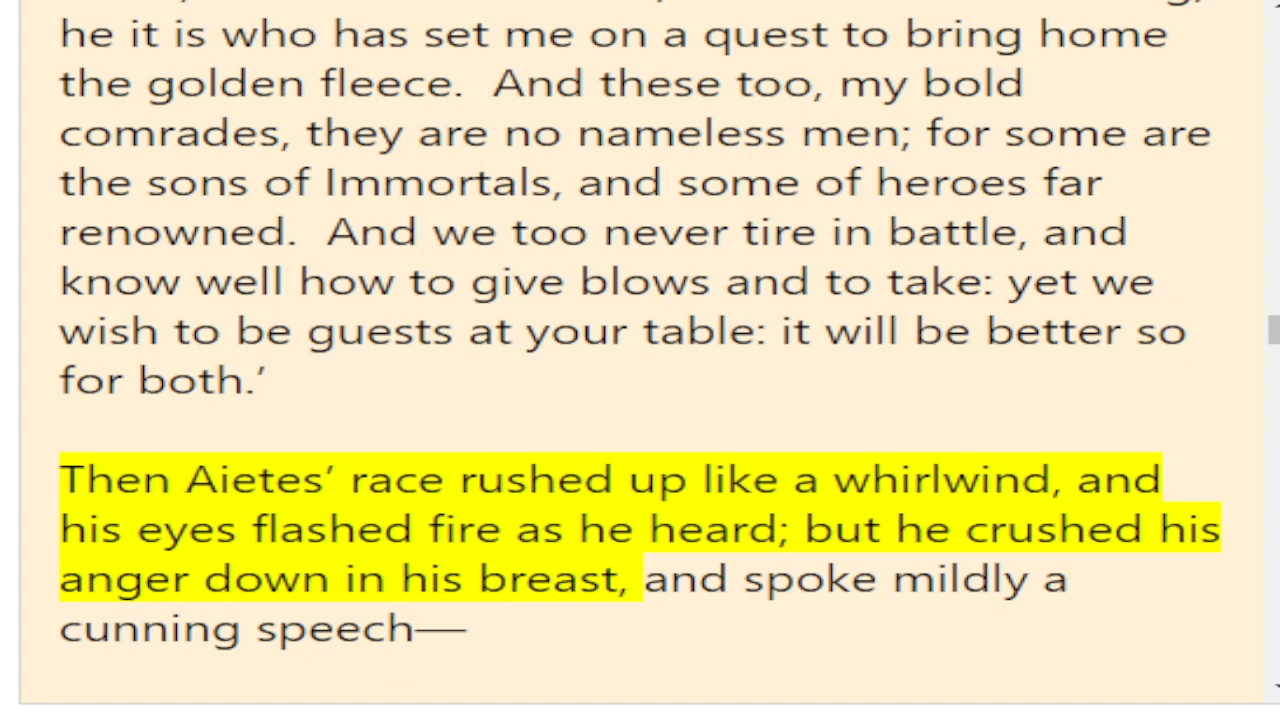 he it is who has set me on a quest to bring home
the golden fleece.  And these too, my bold
comrades, they are no nameless men; for some are
the sons of Immortals, and some of heroes far
renowned.  And we too never tire in battle, and
know well how to give blows and to take: yet we
wish to be guests at your table: it will be better so
for both.’
Then Aietes’ race rushed up like a whirlwind, and
his eyes flashed fire as he heard; but he crushed his
anger down in his breast, and spoke mildly a
cunning speech—